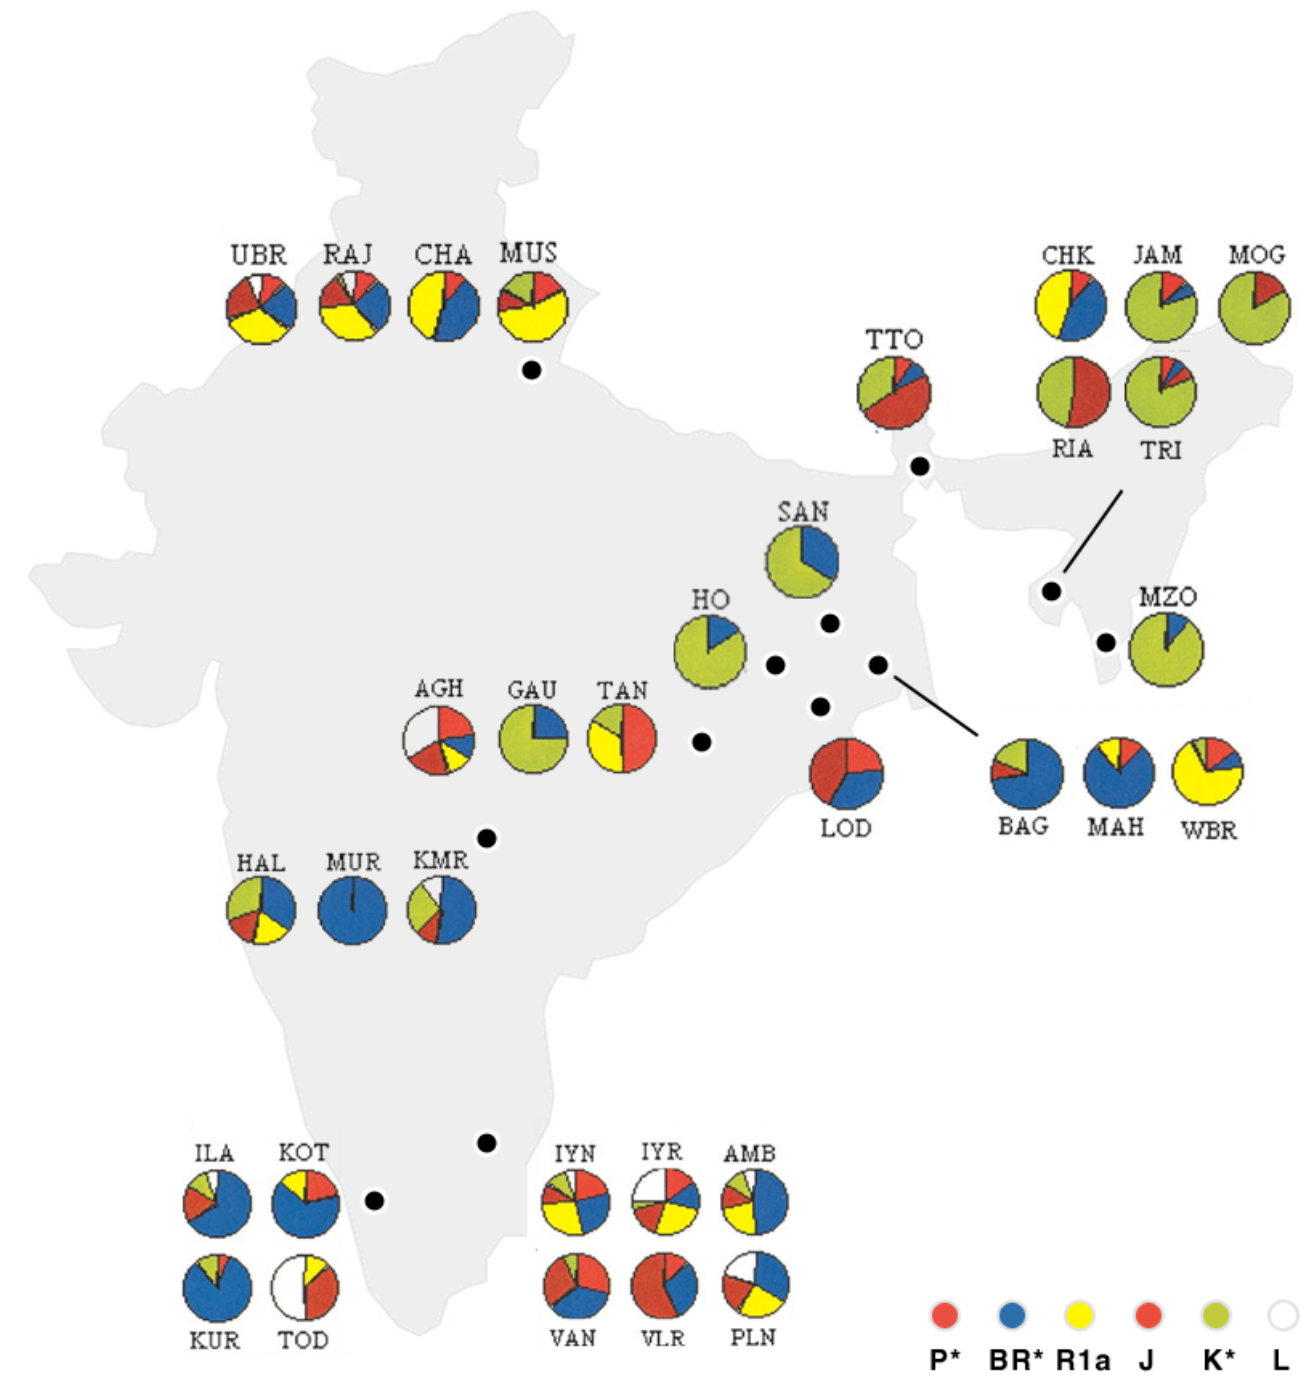 UBR RAJ CHA MUS
CHK JAM MOG
TTO
RIA TRI
SAN
HO
MZO
AGH GAU TAN
LOD
BAG MAH WBR
HAL MUR KMR
ILA KOT
IYN IYR AMB
KUR TOD
VAN VLR PLN
P* BR* R1a J K* L